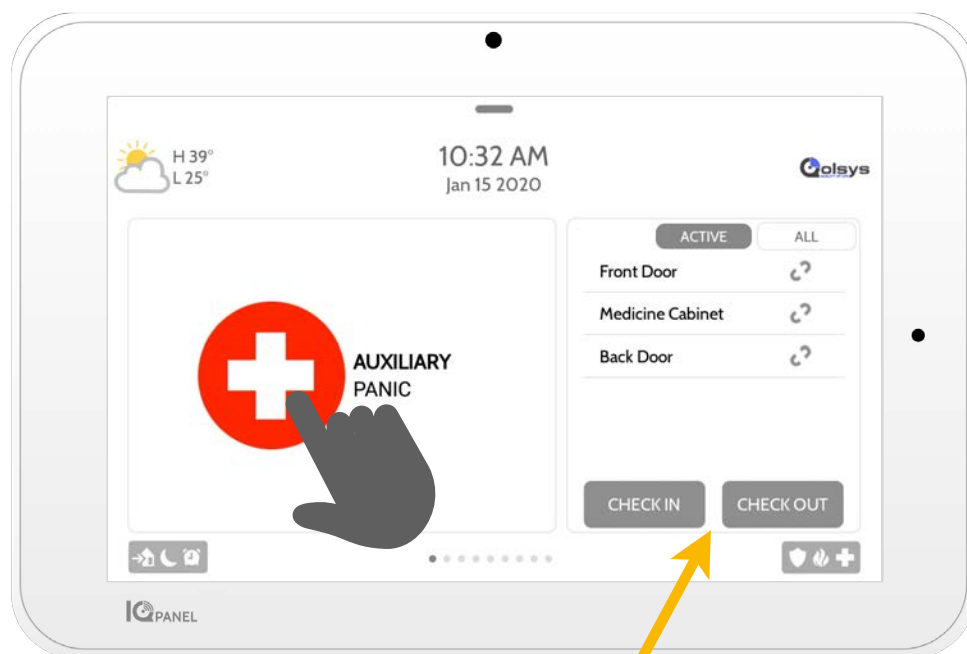 H 39°
L 25°
10:32 AM
Jan 15 2020
Qolsys
AUXILIARY
PANIC
ACTIVE ALL
Front Door
Medicine Cabinet
Back Door
CHECK IN CHECK OUT
IQ PANEL